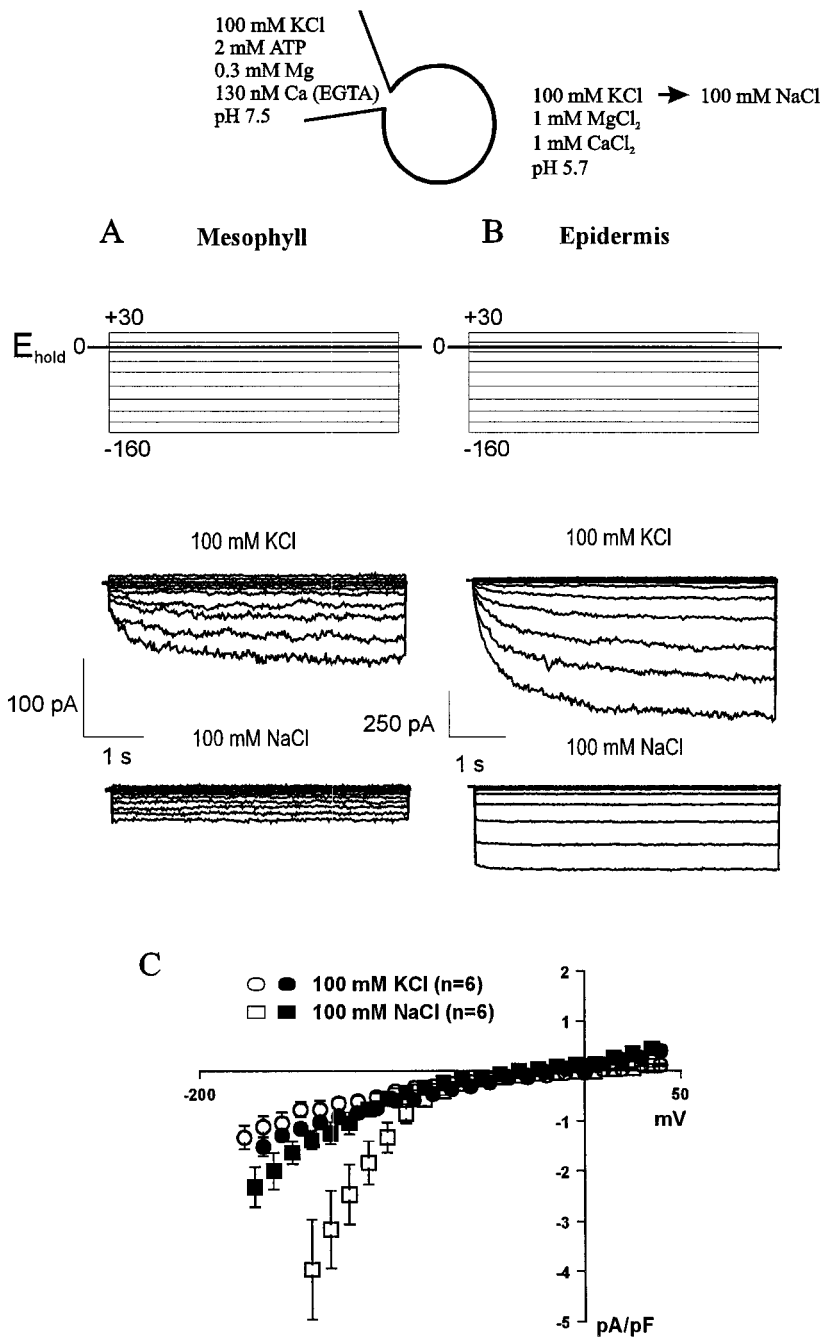 100 mM KCl
2 mM ATP
0.3 mM Mg
130 nM Ca (EGTA)
pH 7.5
100 mM KCl → 100 mM NaCl
1 mM MgCl₂
1 mM CaCl₂
pH 5.7
A Mesophyll
B Epidermis
+30
E hold 0
-160
+30
0
-160
100 mM KCl
100 mM KCl
100 pA
1 s
250 pA
1 s
100 mM NaCl
100 mM NaCl
C
100 mM KCl (n=6)
100 mM NaCl (n=6)
2
1
-200
50
mV
-1
-2
-3
-4
-5
pA/pF